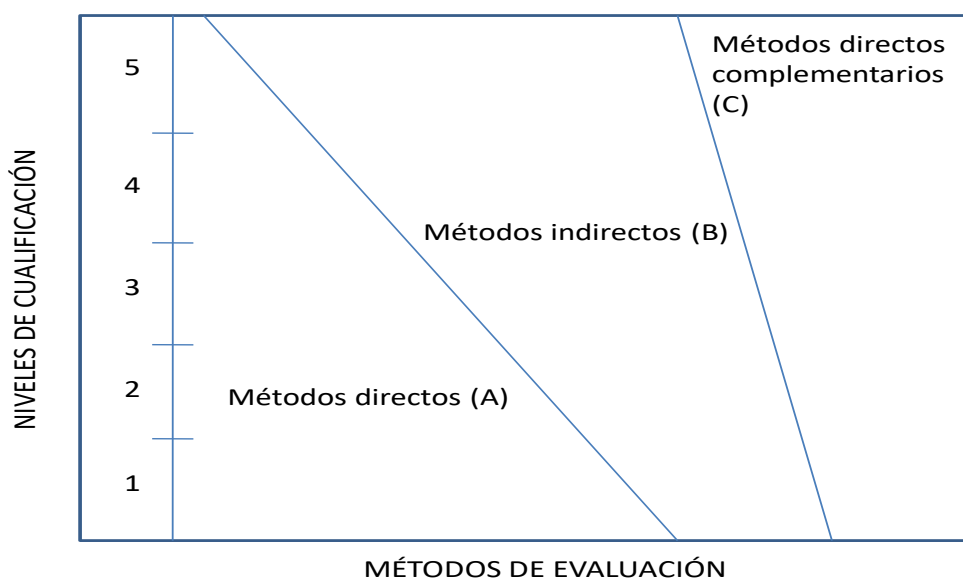 Métodos directos
complementarios
(C)
5
4
Métodos indirectos (B)
3
2
Métodos directos (A)
1
NIVELES DE CUALIFICACIÓN
MÉTODOS DE EVALUACIÓN